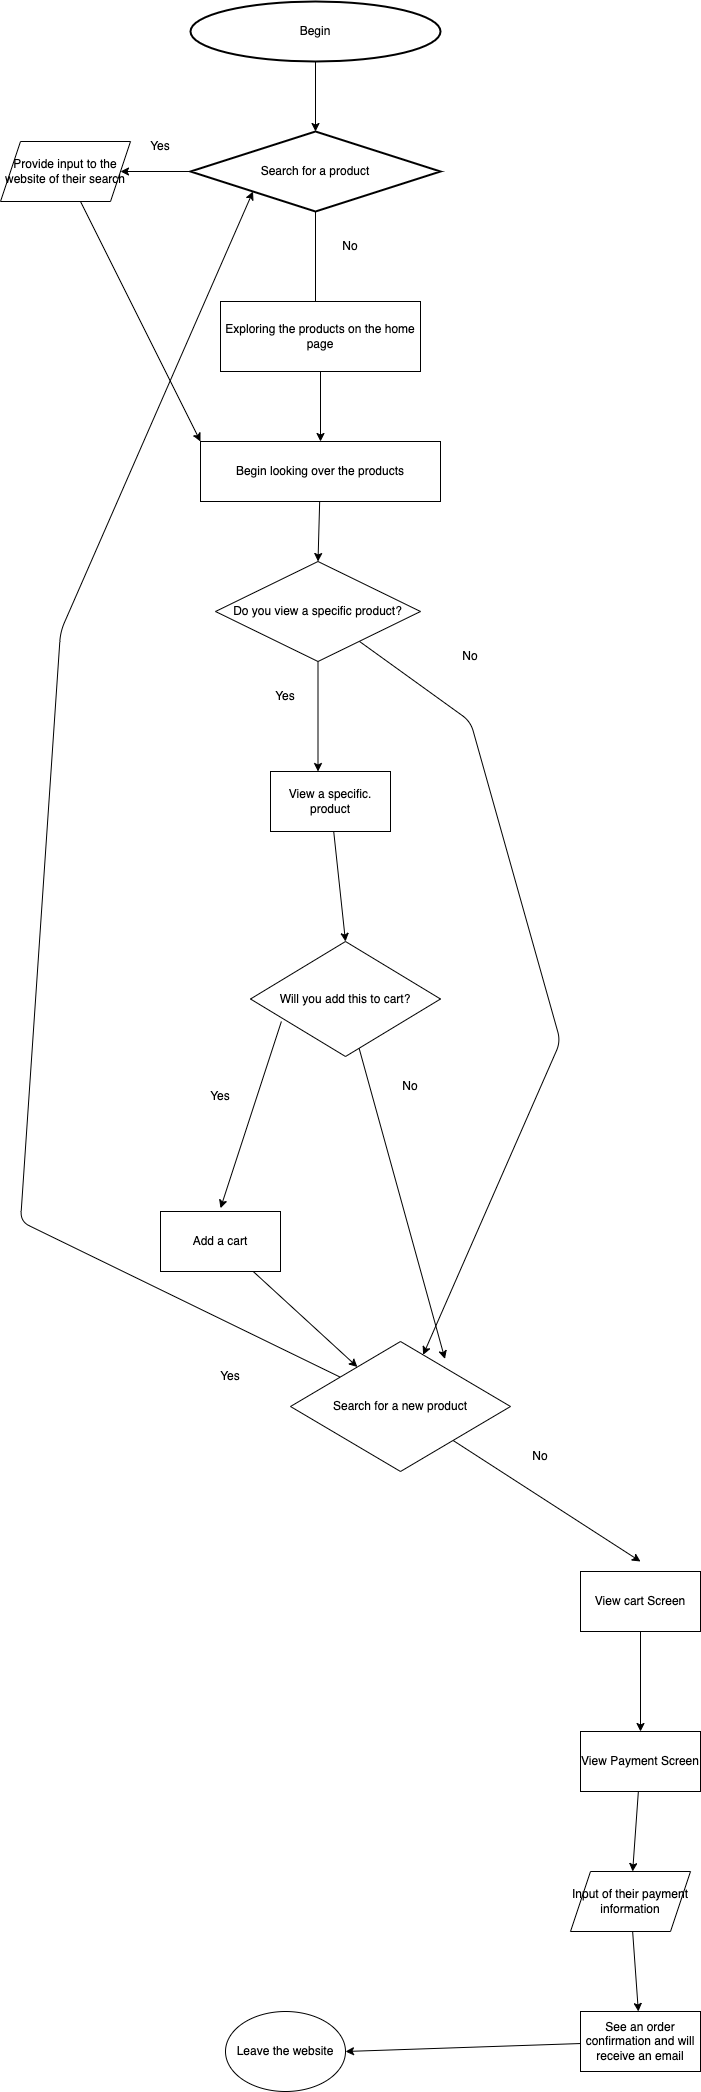 Begin
Yes
Search for a product
Provide input to the
website of their search
No
Exploring the products on the home
page
Begin looking over the products
Do you view a specific product?
No
Yes
View a specific.
product
Will you add this to cart?
No
Yes
Add a cart
Yes
Search for a new product
No
View cart Screen
View Payment Screen
Input of their payment
information
See an order
confirmation and will
receive an email
Leave the website